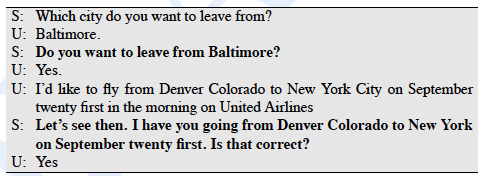 S: Which city do you want to leave from?
U: Baltimore.
S: Do you want to leave from Baltimore?
U: Yes.
U: I'd like to fly from Denver Colorado to New York City on September
twenty first in the morning on United Airlines
S: Let's see then. I have you going from Denver Colorado to New York
on September twenty first. Is that correct?
U: Yes